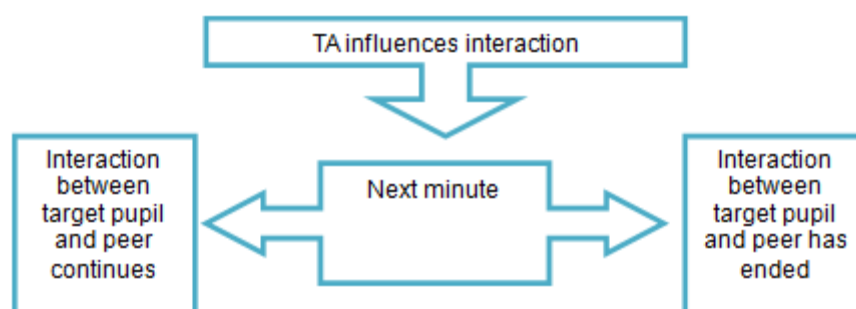 TA influences interaction
Interaction
between
target pupil
and peer
continues
Next minute
Interaction
between
target pupil
and peer has
ended